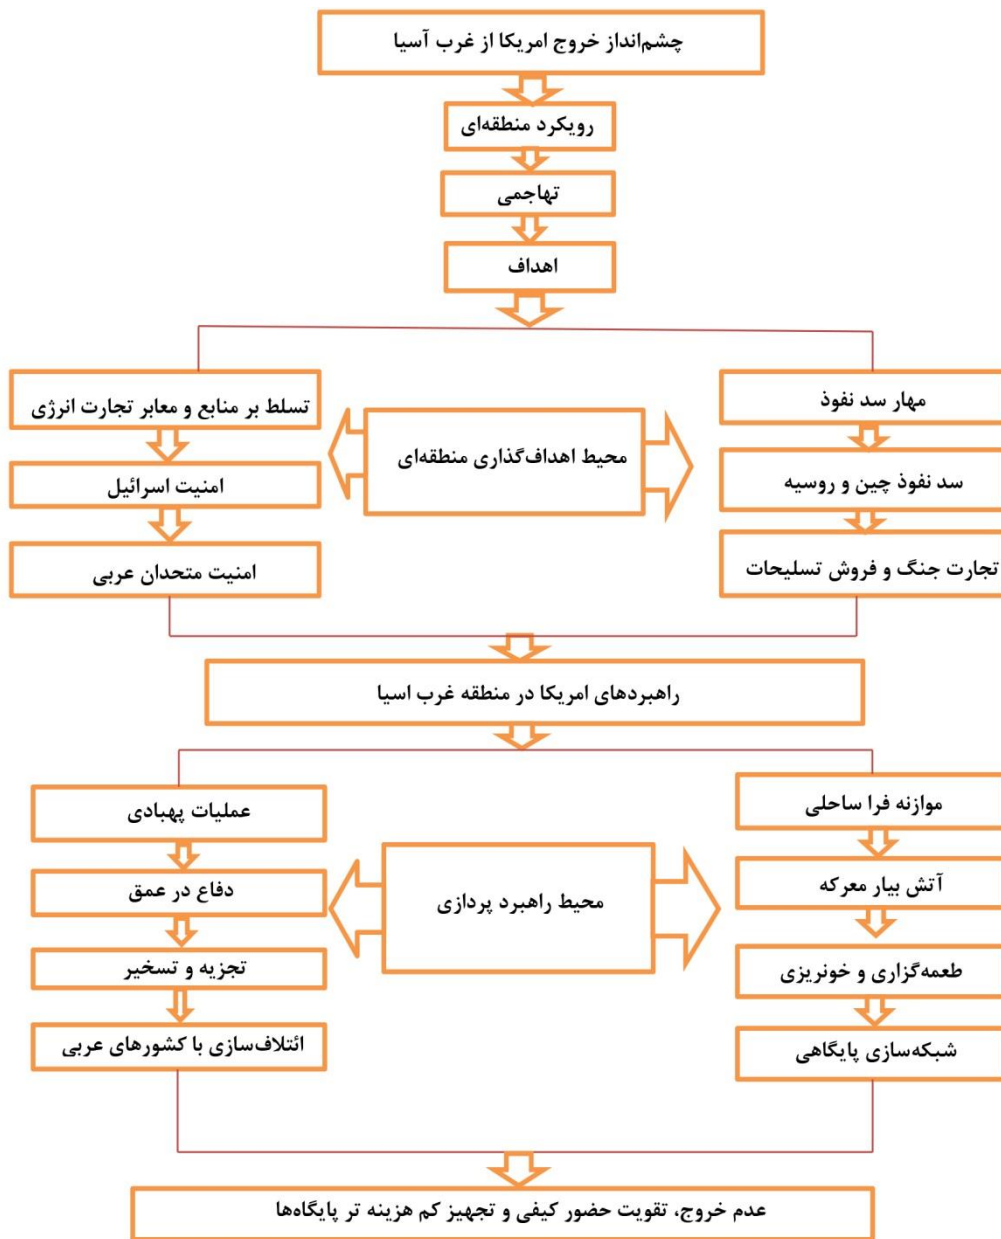 چشم‌انداز خروج امریکا از غرب آسیا
رویکرد منطقه‌ای
تهاجمی
اهداف
مهار سد نفوذ
سد نفوذ چین و روسیه
تجارت جنگ و فروش تسلیحات
محیط اهداف‌گذاری منطقه‌ای
تسلط بر منابع و معابر تجارت انرژی
امنیت اسرائیل
امنیت متحدان عربی
راهبردهای امریکا در منطقه غرب اسیا
موازنه فرا ساحلی
آتش بیار معرکه
طعمه‌گزاری و خونریزی
شبکه‌سازی پایگاهی
محیط راهبرد پردازی
عملیات پهبادی
دفاع در عمق
تجزیه و تسخیر
ائتلاف‌سازی با کشورهای عربی
عدم خروج، تقویت حضور کیفی و تجهیز کم هزینه تر پایگاه‌ها